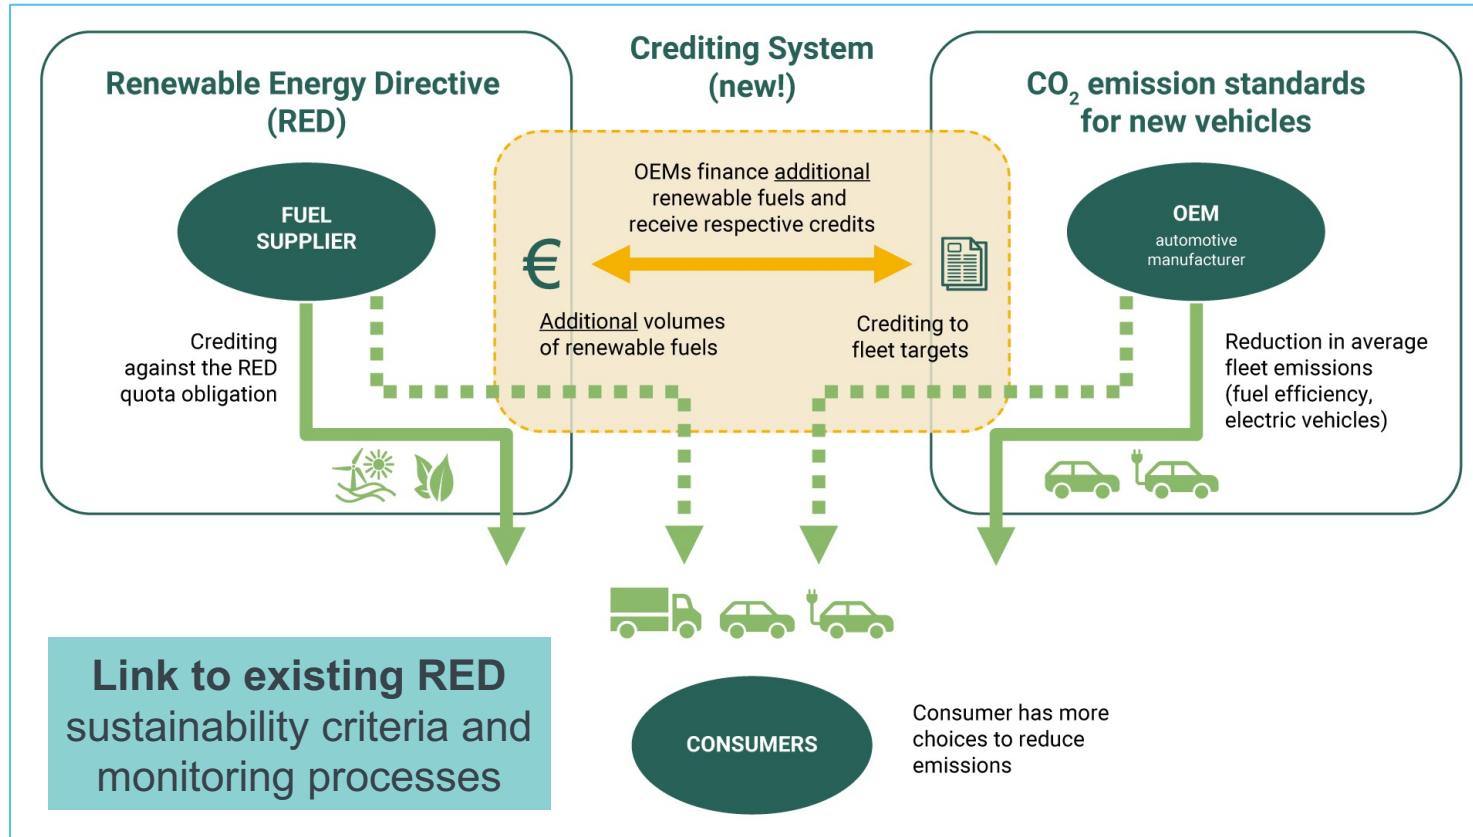 Renewable Energy Directive
(RED)
FUEL
SUPPLIER
Crediting
against the RED
quota obligation
Crediting System
(new!)
OEMs finance additional
renewable fuels and
receive respective credits
€
Additional volumes
of renewable fuels
Crediting to
fleet targets
CO₂ emission standards
for new vehicles
OEM
automotive
manufacturer
Reduction in average
fleet emissions
(fuel efficiency,
electric vehicles)
Link to existing RED
sustainability criteria and
monitoring processes
CONSUMERS
Consumer has more
choices to reduce
emissions